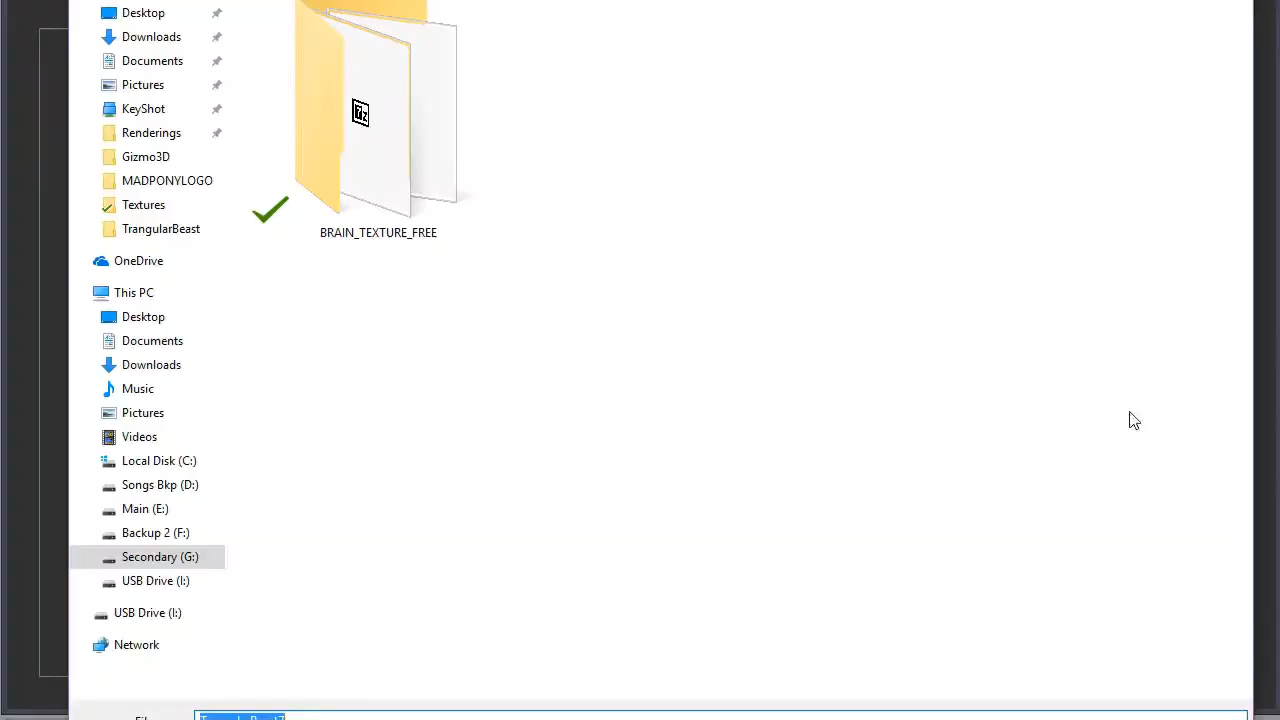 Desktop
Downloads
Documents
Pictures
KeyShot
Renderings
Gizmo3D
MADPONYLOGO
Textures
TrangularBeast
OneDrive
This PC
Desktop
Documents
Downloads
Music
Pictures
Videos
Local Disk (C:)
Songs Bkp (D:)
Main (E:)
Backup 2 (F:)
Secondary (G:)
USB Drive (I:)
USB Drive (I:)
Network
BRAIN_TEXTURE_FREE